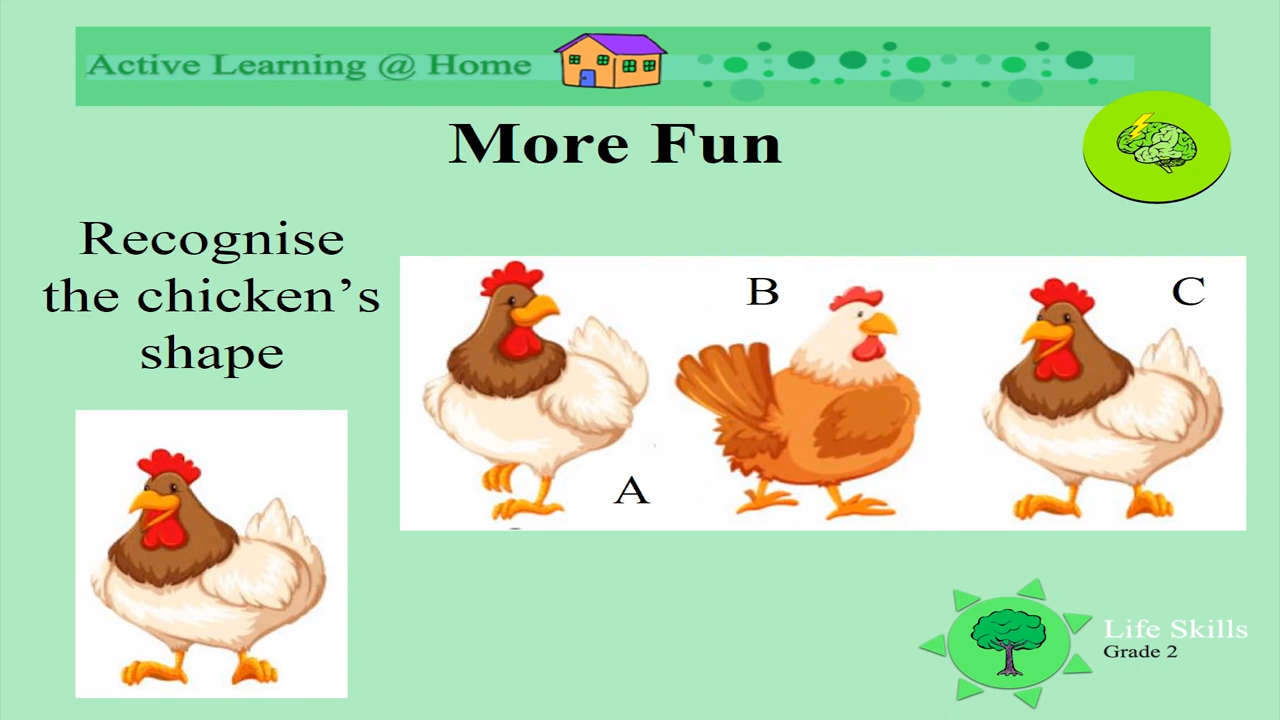 Active Learning @ Home
More Fun
Recognise
the chicken’s
shape
B
C
A
Life Skills
Grade 2